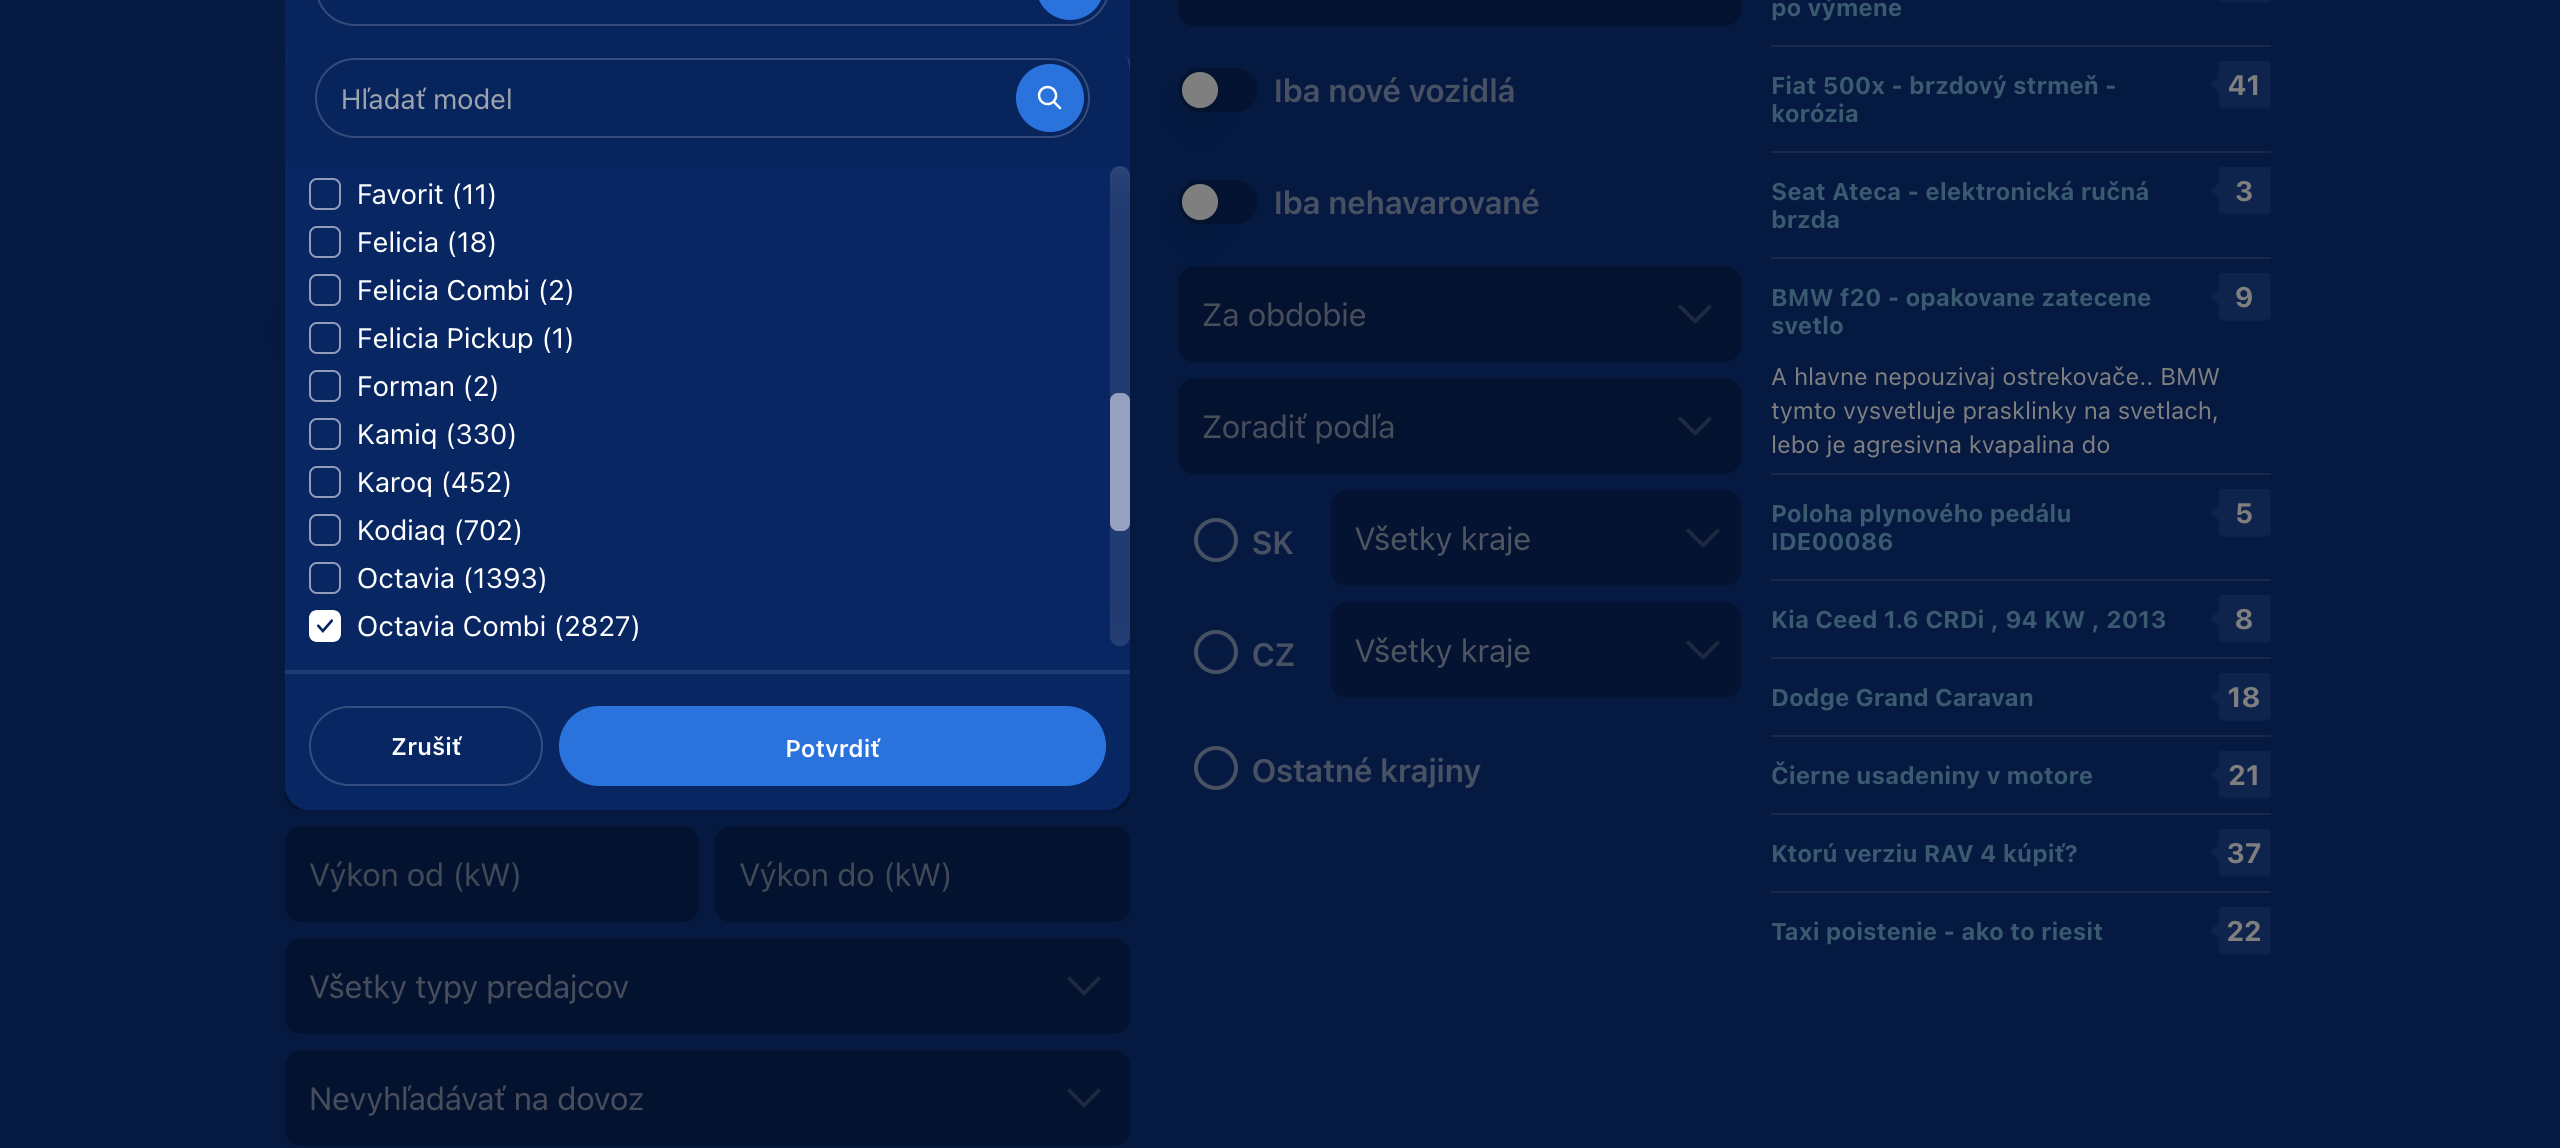 Hľadať model
Favorit (11)
Felicia (18)
Felicia Combi (2)
Felicia Pickup (1)
Forman (2)
Kamiq (330)
Karoq (452)
Kodiaq (702)
Octavia (1393)
Octavia Combi (2827)
Zrušiť
Potvrdiť
Výkon od (kW)
Výkon do (kW)
Všetky typy predajcov
Nevyhľadávať na dovoz
Iba nové vozidlá
Iba nehavarované
Za obdobie
Zoradiť podľa
SK
Všetky kraje
CZ
Všetky kraje
Ostatné krajiny
po výmene
Fiat 500x - brzdový strmeň -
korózia
41
Seat Ateca - elektronická ručná
brzda
3
BMW f20 - opakovane zatecene
svetlo
9
A hlavne nepouzivaj ostrekovače.. BMW
tymto vysvetluje prasklinky na svetlach,
lebo je agresivna kvapalina do
Poloha plynového pedálu
IDE00086
5
Kia Ceed 1.6 CRDi , 94 KW , 2013
8
Dodge Grand Caravan
18
Čierne usadeniny v motore
21
Ktorú verziu RAV 4 kúpiť?
37
Taxi poistenie - ako to riesit
22